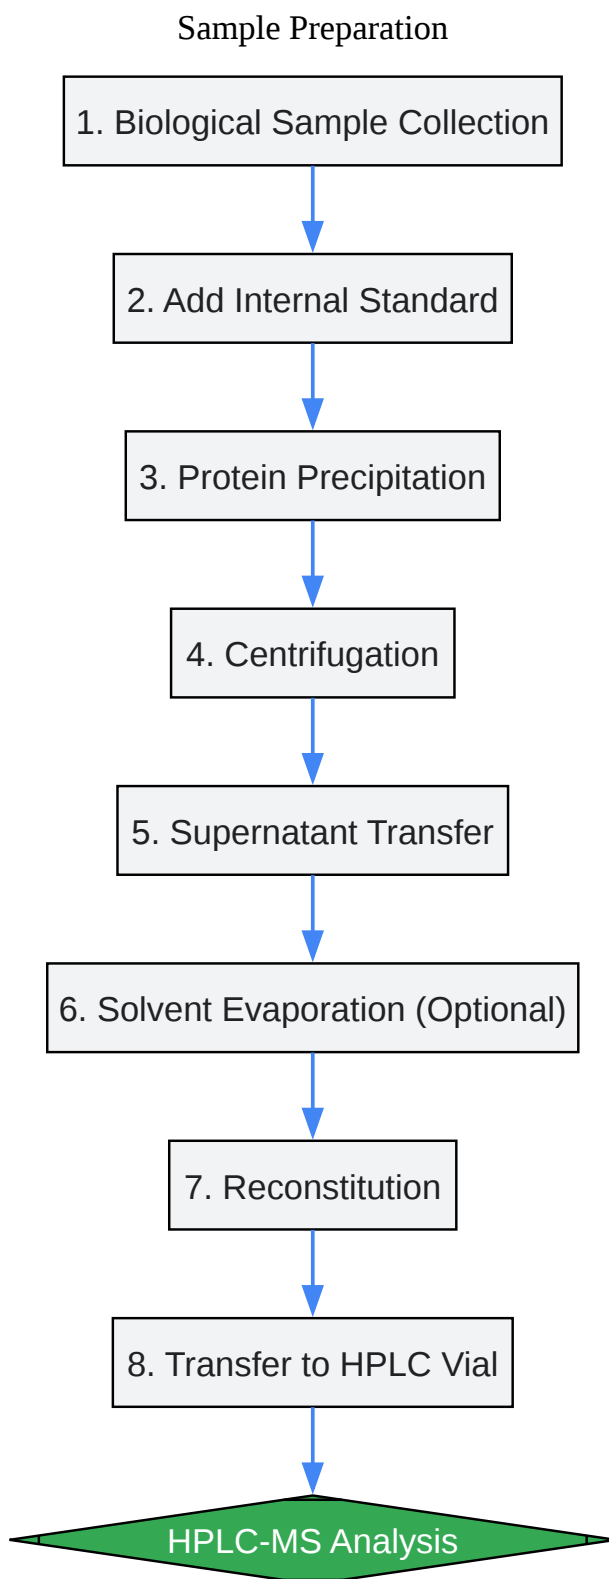 Sample Preparation
1. Biological Sample Collection
2. Add Internal Standard
3. Protein Precipitation
4. Centrifugation
5. Supernatant Transfer
6. Solvent Evaporation (Optional)
7. Reconstitution
8. Transfer to HPLC Vial
HPLC-MS Analysis